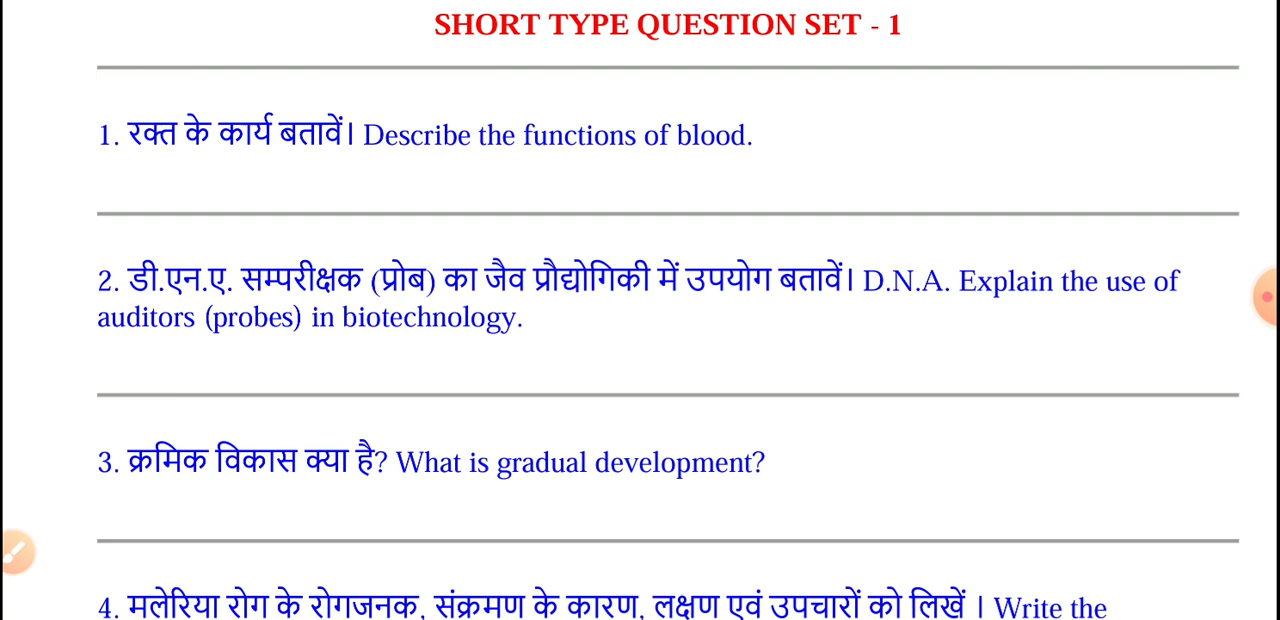 SHORT TYPE QUESTION SET - 1
1. रक्त के कार्य बतावें। Describe the functions of blood.
2. डी.एन.ए. सम्परीक्षक (प्रोब) का जैव प्रौद्योगिकी में उपयोग बतावें। D.N.A. Explain the use of
auditors (probes) in biotechnology.
3. क्रमिक विकास क्या है? What is gradual development?
4. मलेरिया रोग के रोगजनक, संक्रमण के कारण, लक्षण एवं उपचारों को लिखें । Write the